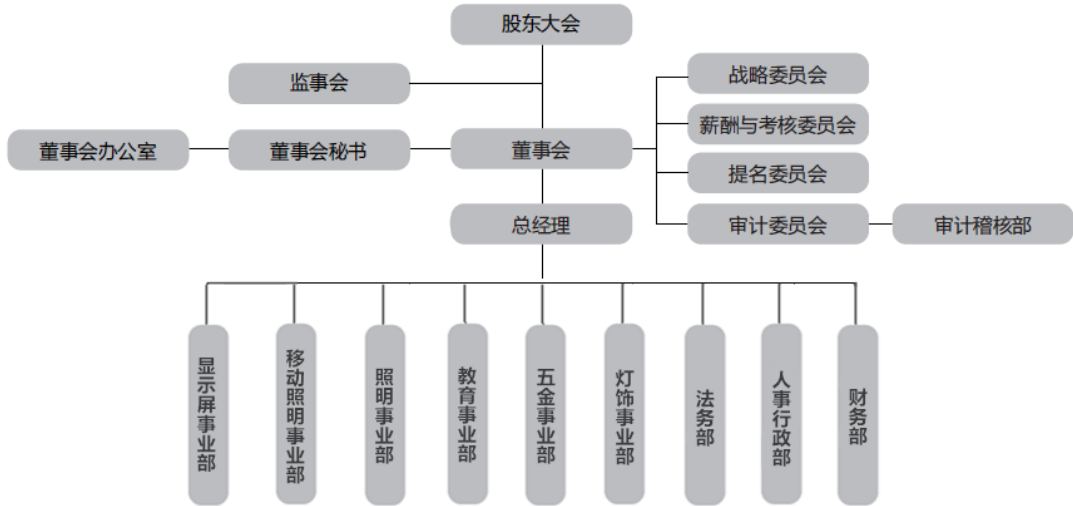 股东大会
监事会
战略委员会
薪酬与考核委员会
董事会办公室
董事会秘书
董事会
提名委员会
总经理
审计委员会
审计稽核部
显示屏事业部
移动照明事业部
照明事业部
教育事业部
五金事业部
灯饰事业部
法务部
人事行政部
财务部